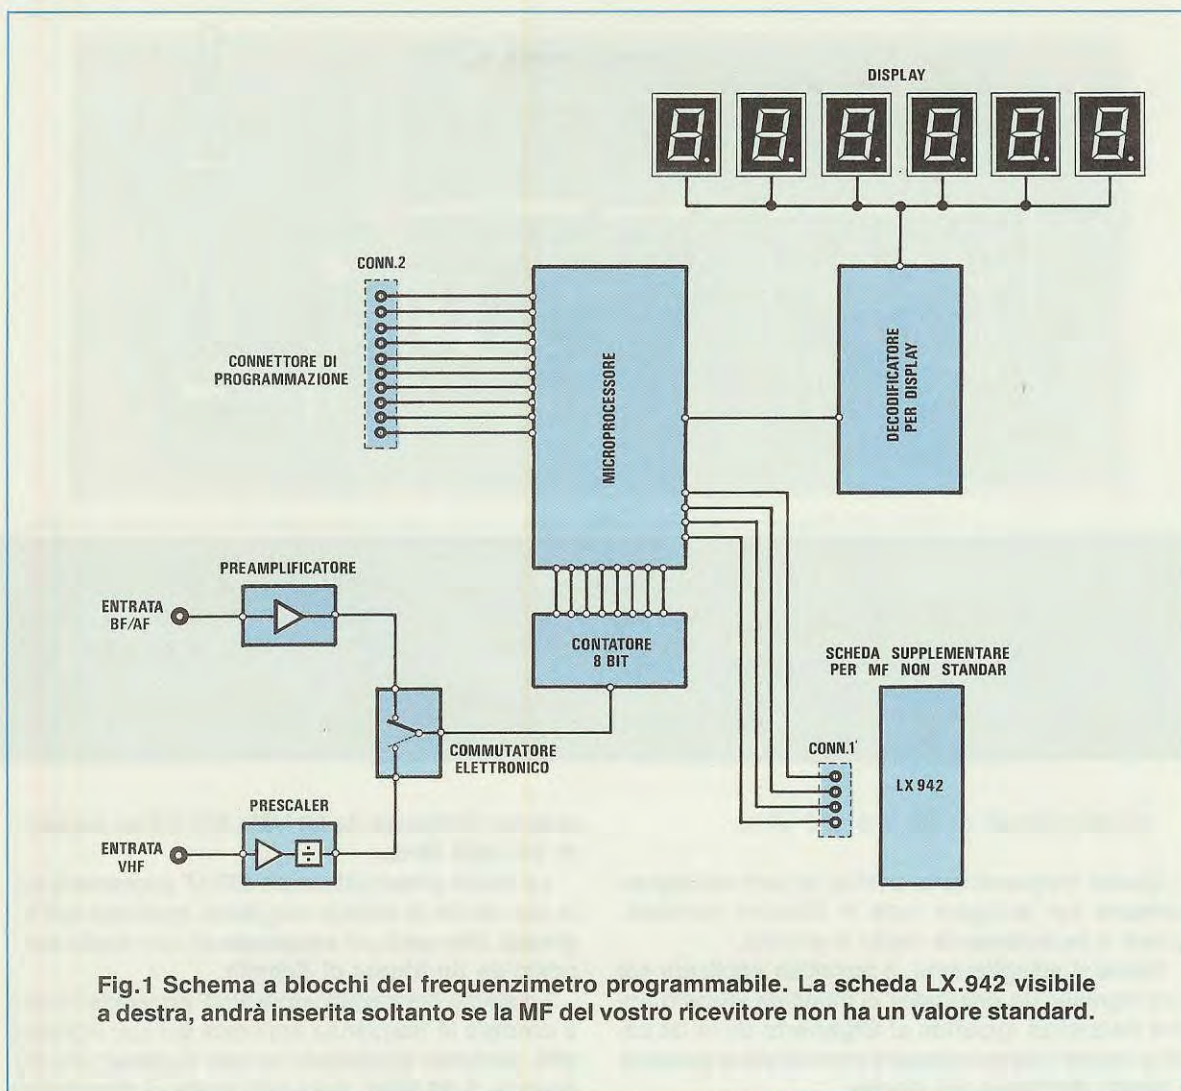 DISPLAY
CONN.2
CONNETTORE DI
PROGRAMMAZIONE
MICROPROCESSORE
DECODIFICATORE
PER DISPLAY
PREAMPLIFICATORE
ENTRATA
BF/AF
CONTATORE
8 BIT
SCHEDA SUPPLEMENTARE
PER MF NON STANDAR
COMMUTATORE
ELETTRONICO
CONN.1'
LX 942
PRESCALER
ENTRATA
VHF
Fig.1 Schema a blocchi del frequenzimetro programmabile. La scheda LX.942 visibile
a destra, andrà inserita soltanto se la MF del vostro ricevitore non ha un valore standard.